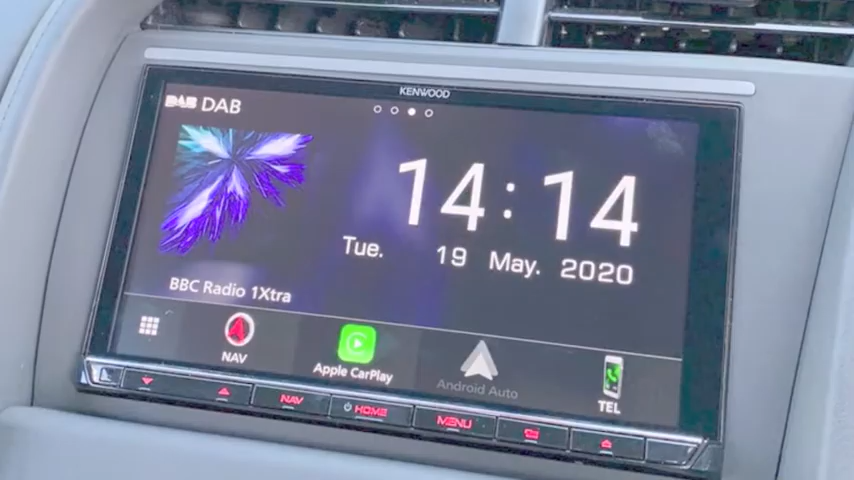 KENWOOD
DAB DAB
14:14
Tue. 19 May. 2020
BBC Radio 1Xtra
NAV
Apple CarPlay
Android Auto
TEL
NAV
HOME
MENU